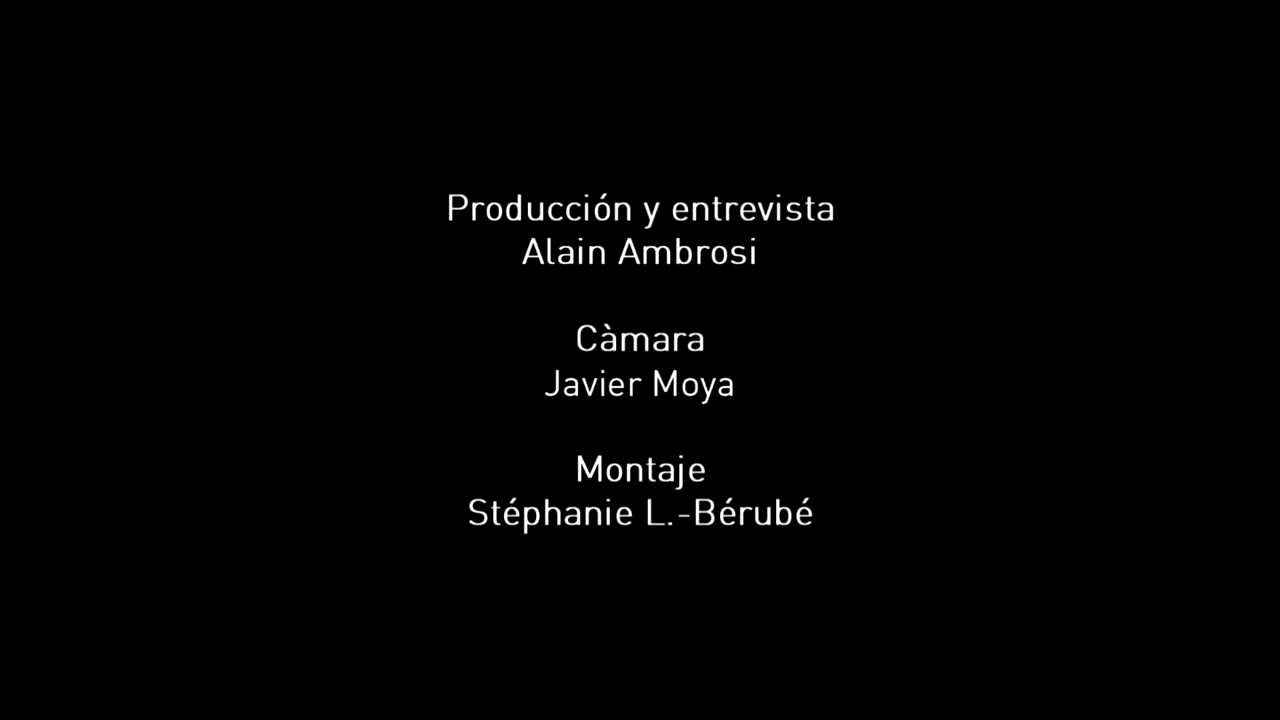 Producción y entrevista
Alain Ambrosi
Càmara
Javier Moya
Montaje
Stéphanie L.-Bérubé